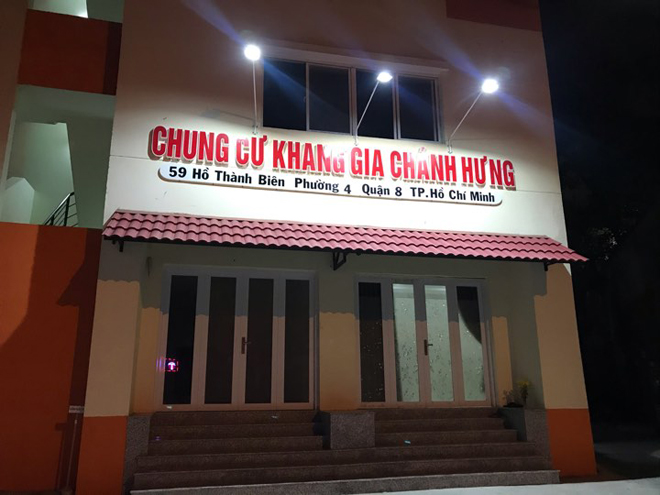 CHUNG CƯ KHANG GIA CHÁNH HƯNG
59 Hồ Thành Biên Phường 4 Quận 8 TP.Hồ Chí Minh